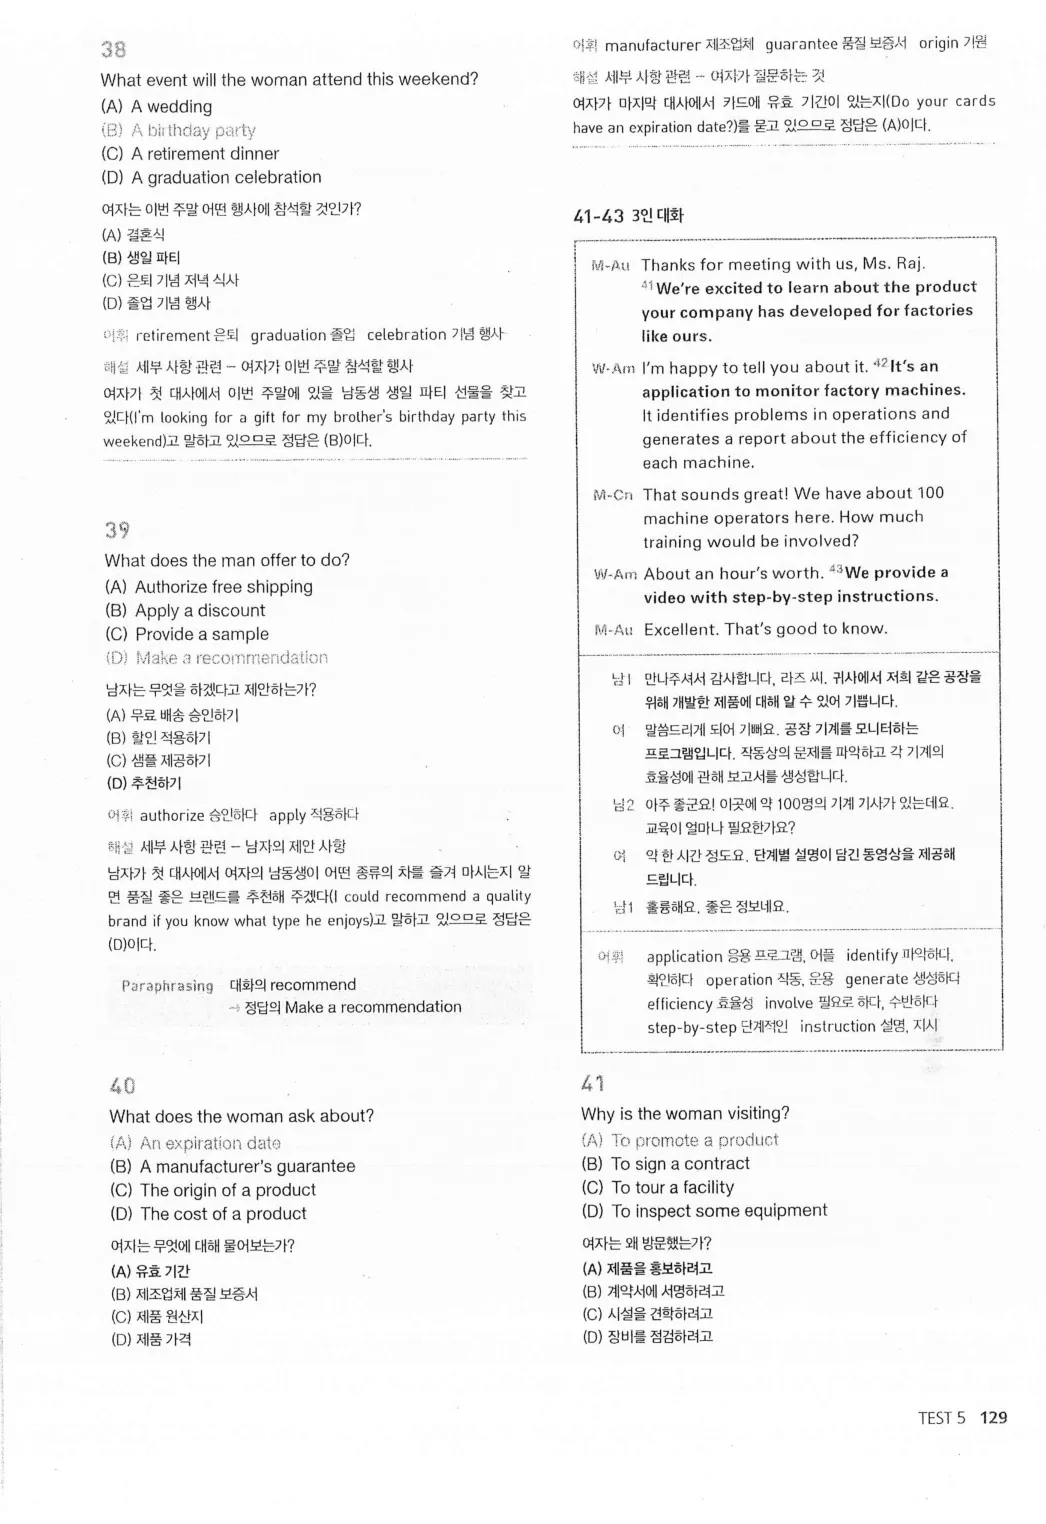 38
What event will the woman attend this weekend?
(A) A wedding
(B) A birthday party
(C) A retirement dinner
(D) A graduation celebration
여자는 이번 주말 어떤 행사에 참석할 것인가?
(A) 결혼식
(B) 생일 파티
(C) 은퇴 기념 저녁 식사
(D) 졸업 기념 행사
어휘 retirement 은퇴 graduation 졸업 celebration 기념 행사
해설 세부 사항 관련 – 여자가 이번 주말 참석할 행사
여자가 첫 대사에서 이번 주말에 있을 남동생 생일 파티 선물을 찾고
있다(I'm looking for a gift for my brother's birthday party this
weekend)고 말하고 있으므로 정답은 (B)이다.
39
What does the man offer to do?
(A) Authorize free shipping
(B) Apply a discount
(C) Provide a sample
(D) Make a recommendation
남자는 무엇을 하겠다고 제안하는가?
(A) 무료 배송 승인하기
(B) 할인 적용하기
(C) 샘플 제공하기
(D) 추천하기
어휘 authorize 승인하다 apply 적용하다
해설 세부 사항 관련 – 남자의 제안 사항
남자가 첫 대사에서 여자의 남동생이 어떤 종류의 차를 즐겨 마시는지 알
면 품질 좋은 브랜드를 추천해 주겠다(I could recommend a quality
brand if you know what type he enjoys)고 말하고 있으므로 정답은
(D)이다.
Paraphrasing 대화의 recommend
→ 정답의 Make a recommendation
40
What does the woman ask about?
(A) An expiration date
(B) A manufacturer's guarantee
(C) The origin of a product
(D) The cost of a product
여자는 무엇에 대해 물어보는가?
(A) 유효 기간
(B) 제조업체 품질 보증서
(C) 제품 원산지
(D) 제품 가격
어휘 manufacturer 제조업체 guarantee 품질 보증서 origin 기원
해설 세부 사항 관련 – 여자가 질문하는 것
여자가 마지막 대사에서 카드에 유효 기간이 있는지(Do your cards
have an expiration date?)를 묻고 있으므로 정답은 (A)이다.
41-43 3인 대화
M-Au Thanks for meeting with us, Ms. Raj.
41 We're excited to learn about the product
your company has developed for factories
like ours.
W-Am I'm happy to tell you about it. 42 It's an
application to monitor factory machines.
It identifies problems in operations and
generates a report about the efficiency of
each machine.
M-Cn That sounds great! We have about 100
machine operators here. How much
training would be involved?
W-Am About an hour's worth. 43 We provide a
video with step-by-step instructions.
M-Au Excellent. That's good to know.
남1 만나주셔서 감사합니다, 라즈 씨. 귀사에서 저희 같은 공장을
위해 개발한 제품에 대해 알 수 있어 기쁩니다.
여 말씀드리게 되어 기뻐요. 공장 기계를 모니터하는
프로그램입니다. 작동상의 문제를 파악하고 각 기계의
효율성에 관해 보고서를 생성합니다.
남2 아주 좋군요! 이곳에 약 100명의 기계 기사가 있는데요.
교육이 얼마나 필요한가요?
여 약 한 시간 정도요. 단계별 설명이 담긴 동영상을 제공해
드립니다.
남1 훌륭해요. 좋은 정보네요.
어휘 application 응용 프로그램, 어플 identify 파악하다,
확인하다 operation 작동, 운용 generate 생성하다
efficiency 효율성 involve 필요로 하다, 수반하다
step-by-step 단계적인 instruction 설명, 지시
41
Why is the woman visiting?
(A) To promote a product
(B) To sign a contract
(C) To tour a facility
(D) To inspect some equipment
여자는 왜 방문했는가?
(A) 제품을 홍보하려고
(B) 계약서에 서명하려고
(C) 시설을 견학하려고
(D) 장비를 점검하려고
TEST 5 129